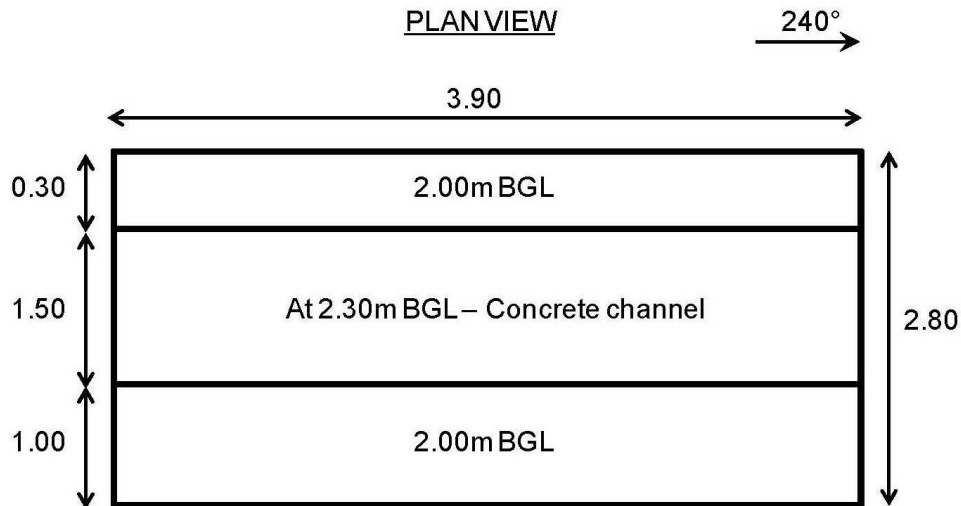 PLAN VIEW
240°
3.90
0.30
2.00m BGL
1.50
At 2.30m BGL – Concrete channel
2.80
1.00
2.00m BGL